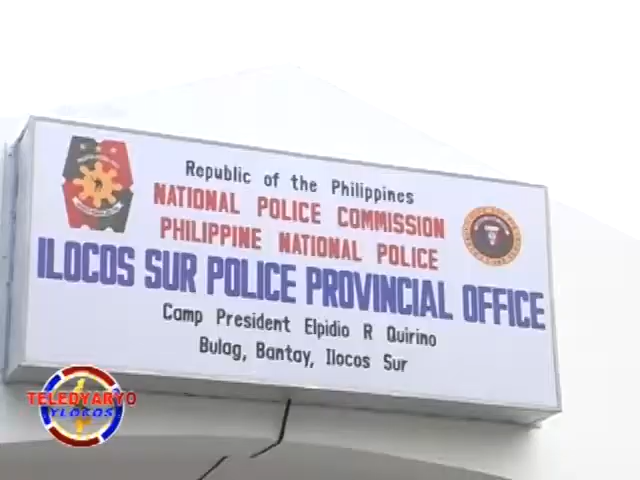 Republic of the Philippines
NATIONAL POLICE COMMISSION
PHILIPPINE NATIONAL POLICE
ILOCOS SUR POLICE PROVINCIAL OFFICE
Camp President Elpidio R Quirino
Bulag, Bantay, Ilocos Sur
TELEDYARYO
YLOKOS